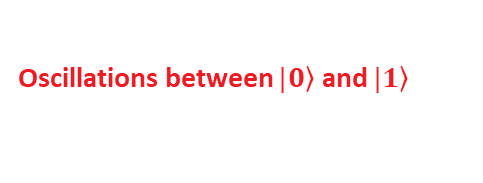 Oscillations between |0⟩ and |1⟩